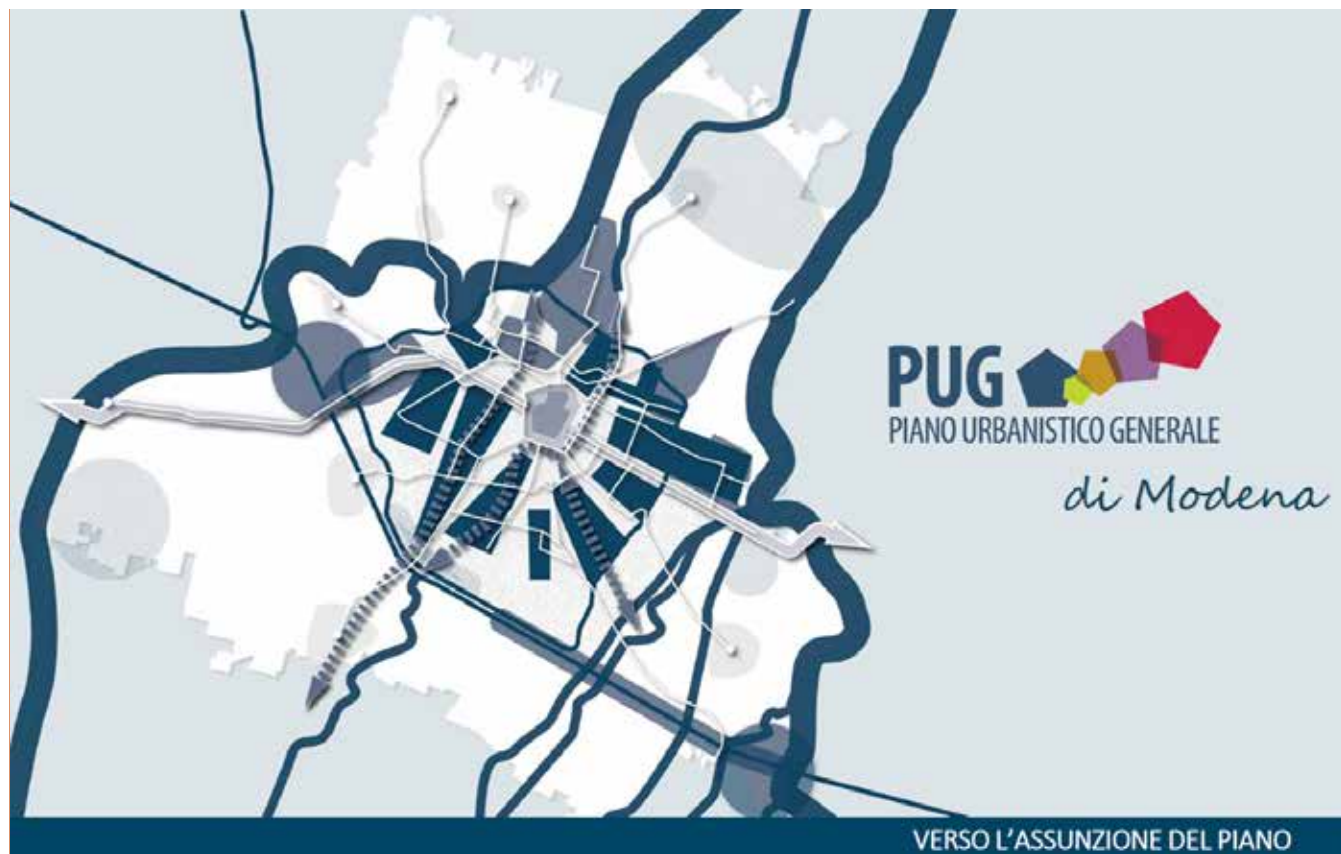 PUG
PIANO URBANISTICO GENERALE
di Modena
VERSO L'ASSUNZIONE DEL PIANO